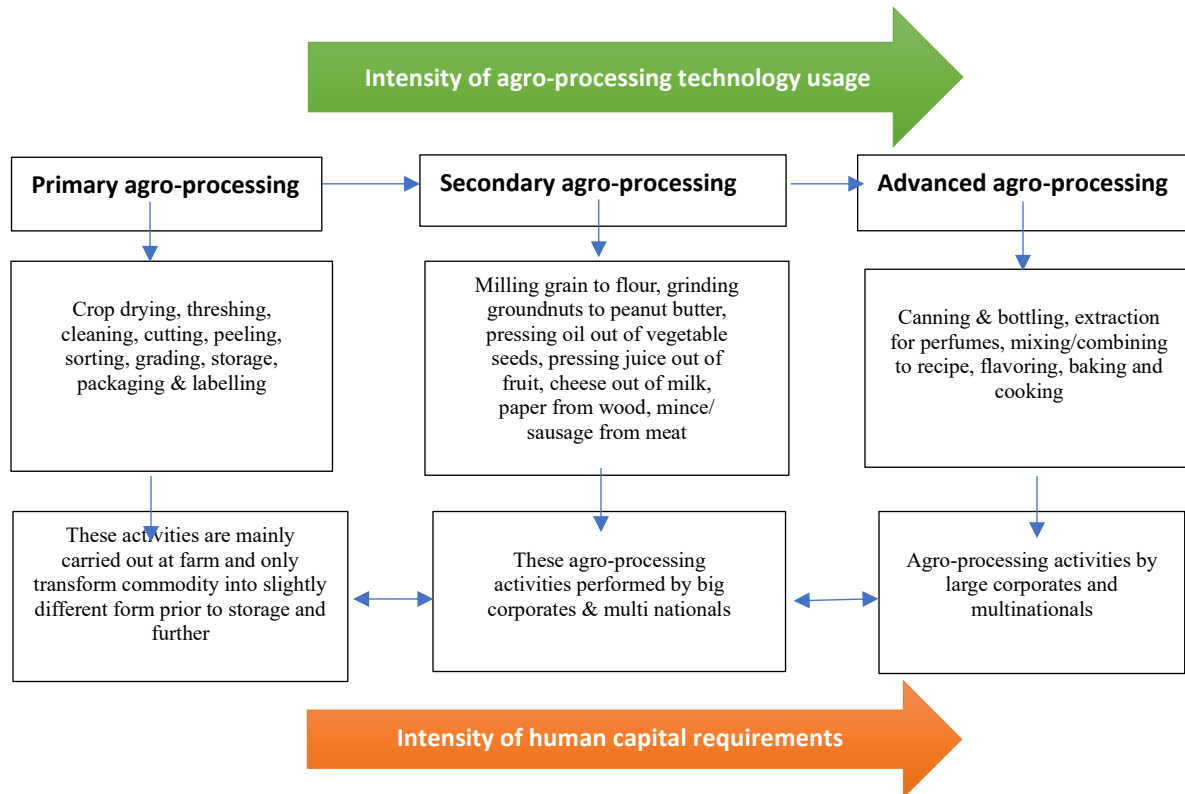 Intensity of agro-processing technology usage
Primary agro-processing
Secondary agro-processing
Advanced agro-processing
Crop drying, threshing,
cleaning, cutting, peeling,
sorting, grading, storage,
packaging & labelling
Milling grain to flour, grinding
groundnuts to peanut butter,
pressing oil out of vegetable
seeds, pressing juice out of
fruit, cheese out of milk,
paper from wood, mince/
sausage from meat
Canning & bottling, extraction
for perfumes, mixing/combining
to recipe, flavoring, baking and
cooking
These activities are mainly
carried out at farm and only
transform commodity into slightly
different form prior to storage and
further
These agro-processing
activities performed by big
corporates & multi nationals
Agro-processing activities by
large corporates and
multinationals
Intensity of human capital requirements